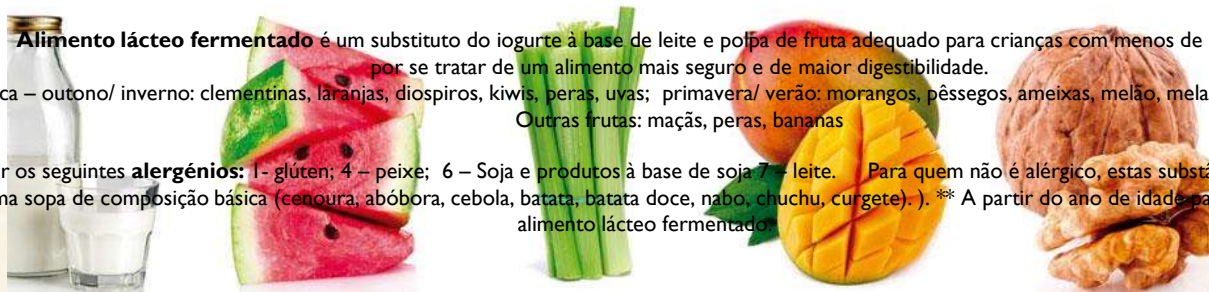 Alimento lácteo fermentado é um substituto do iogurte à base de leite e polpa de fruta adequado para crianças com menos de
por se tratar de um alimento mais seguro e de maior digestibilidade.
ca – outono/ inverno: clementinas, laranjas, diospiros, kiwis, peras, uvas; primavera/ verão: morangos, pêssegos, ameixas, melão, mela
Outras frutas: maçãs, peras, bananas
r os seguintes alergénios: 1- glúten; 4 – peixe; 6 – Soja e produtos à base de soja 7 – leite. Para quem não é alérgico, estas substâ
na sopa de composição básica (cenoura, abóbora, cebola, batata, batata doce, nabo, chuchu, curgete). ). ** A partir do ano de idade pa
alimento lácteo fermentado.